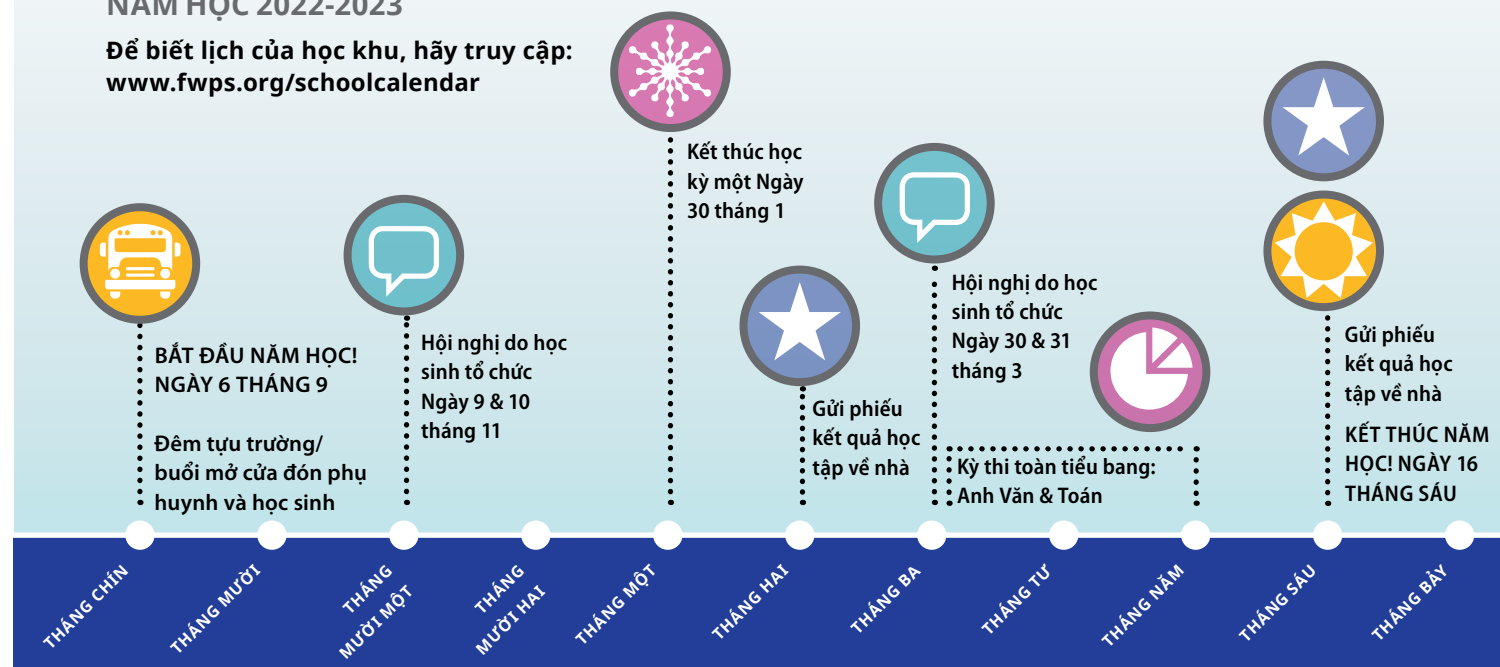 NĂM HỌC 2022-2023
Để biết lịch của học khu, hãy truy cập:
www.fwps.org/schoolcalendar
BẮT ĐẦU NĂM HỌC!
NGÀY 6 THÁNG 9
Đêm tựu trường/
buổi mở cửa đón phụ
huynh và học sinh
Hội nghị do học
sinh tổ chức
Ngày 9 & 10
tháng 11
Kết thúc học
kỳ một Ngày
30 tháng 1
Gửi phiếu
kết quả học
tập về nhà
Hội nghị do học
sinh tổ chức
Ngày 30 & 31
tháng 3
Kỳ thi toàn tiểu bang:
Anh Văn & Toán
Gửi phiếu
kết quả học
tập về nhà
KẾT THÚC NĂM
HỌC! NGÀY 16
THÁNG SÁU
THÁNG CHÍN
THÁNG MƯỜI
THÁNG
MƯỜI MỘT
THÁNG
MƯỜI HAI
THÁNG MỘT
THÁNG HAI
THÁNG BA
THÁNG TƯ
THÁNG NĂM
THÁNG SÁU
THÁNG BẢY